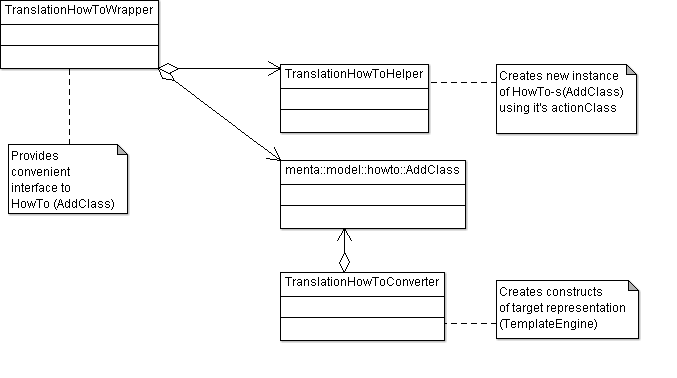 TranslationHowToWrapper
TranslationHowToHelper
Creates new instance
of HowTo-s(AddClass)
using it's actionClass
Provides
convenient
interface to
HowTo (AddClass)
menta::model::howto::AddClass
TranslationHowToConverter
Creates constructs
of target representation
(TemplateEngine)